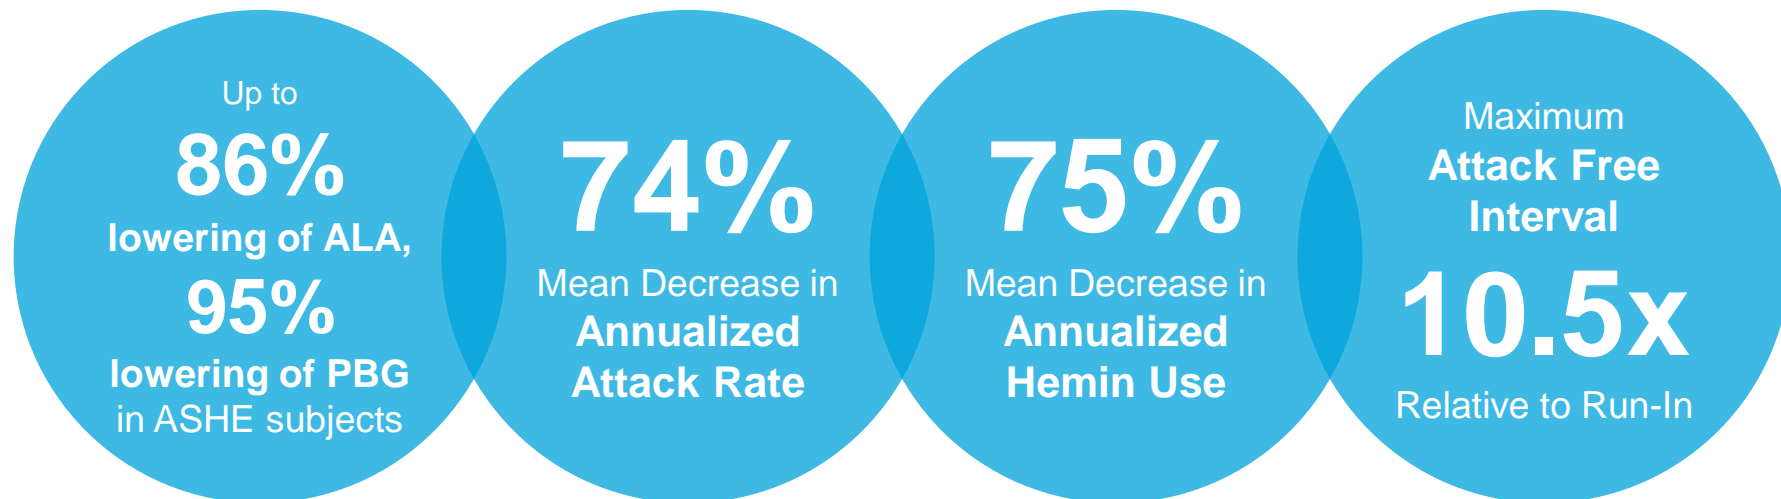 Up to
86%
lowering of ALA,
95%
lowering of PBG
in ASHE subjects
74%
Mean Decrease in
Annualized
Attack Rate
75%
Mean Decrease in
Annualized
Hemin Use
Maximum
Attack Free
Interval
10.5x
Relative to Run-In